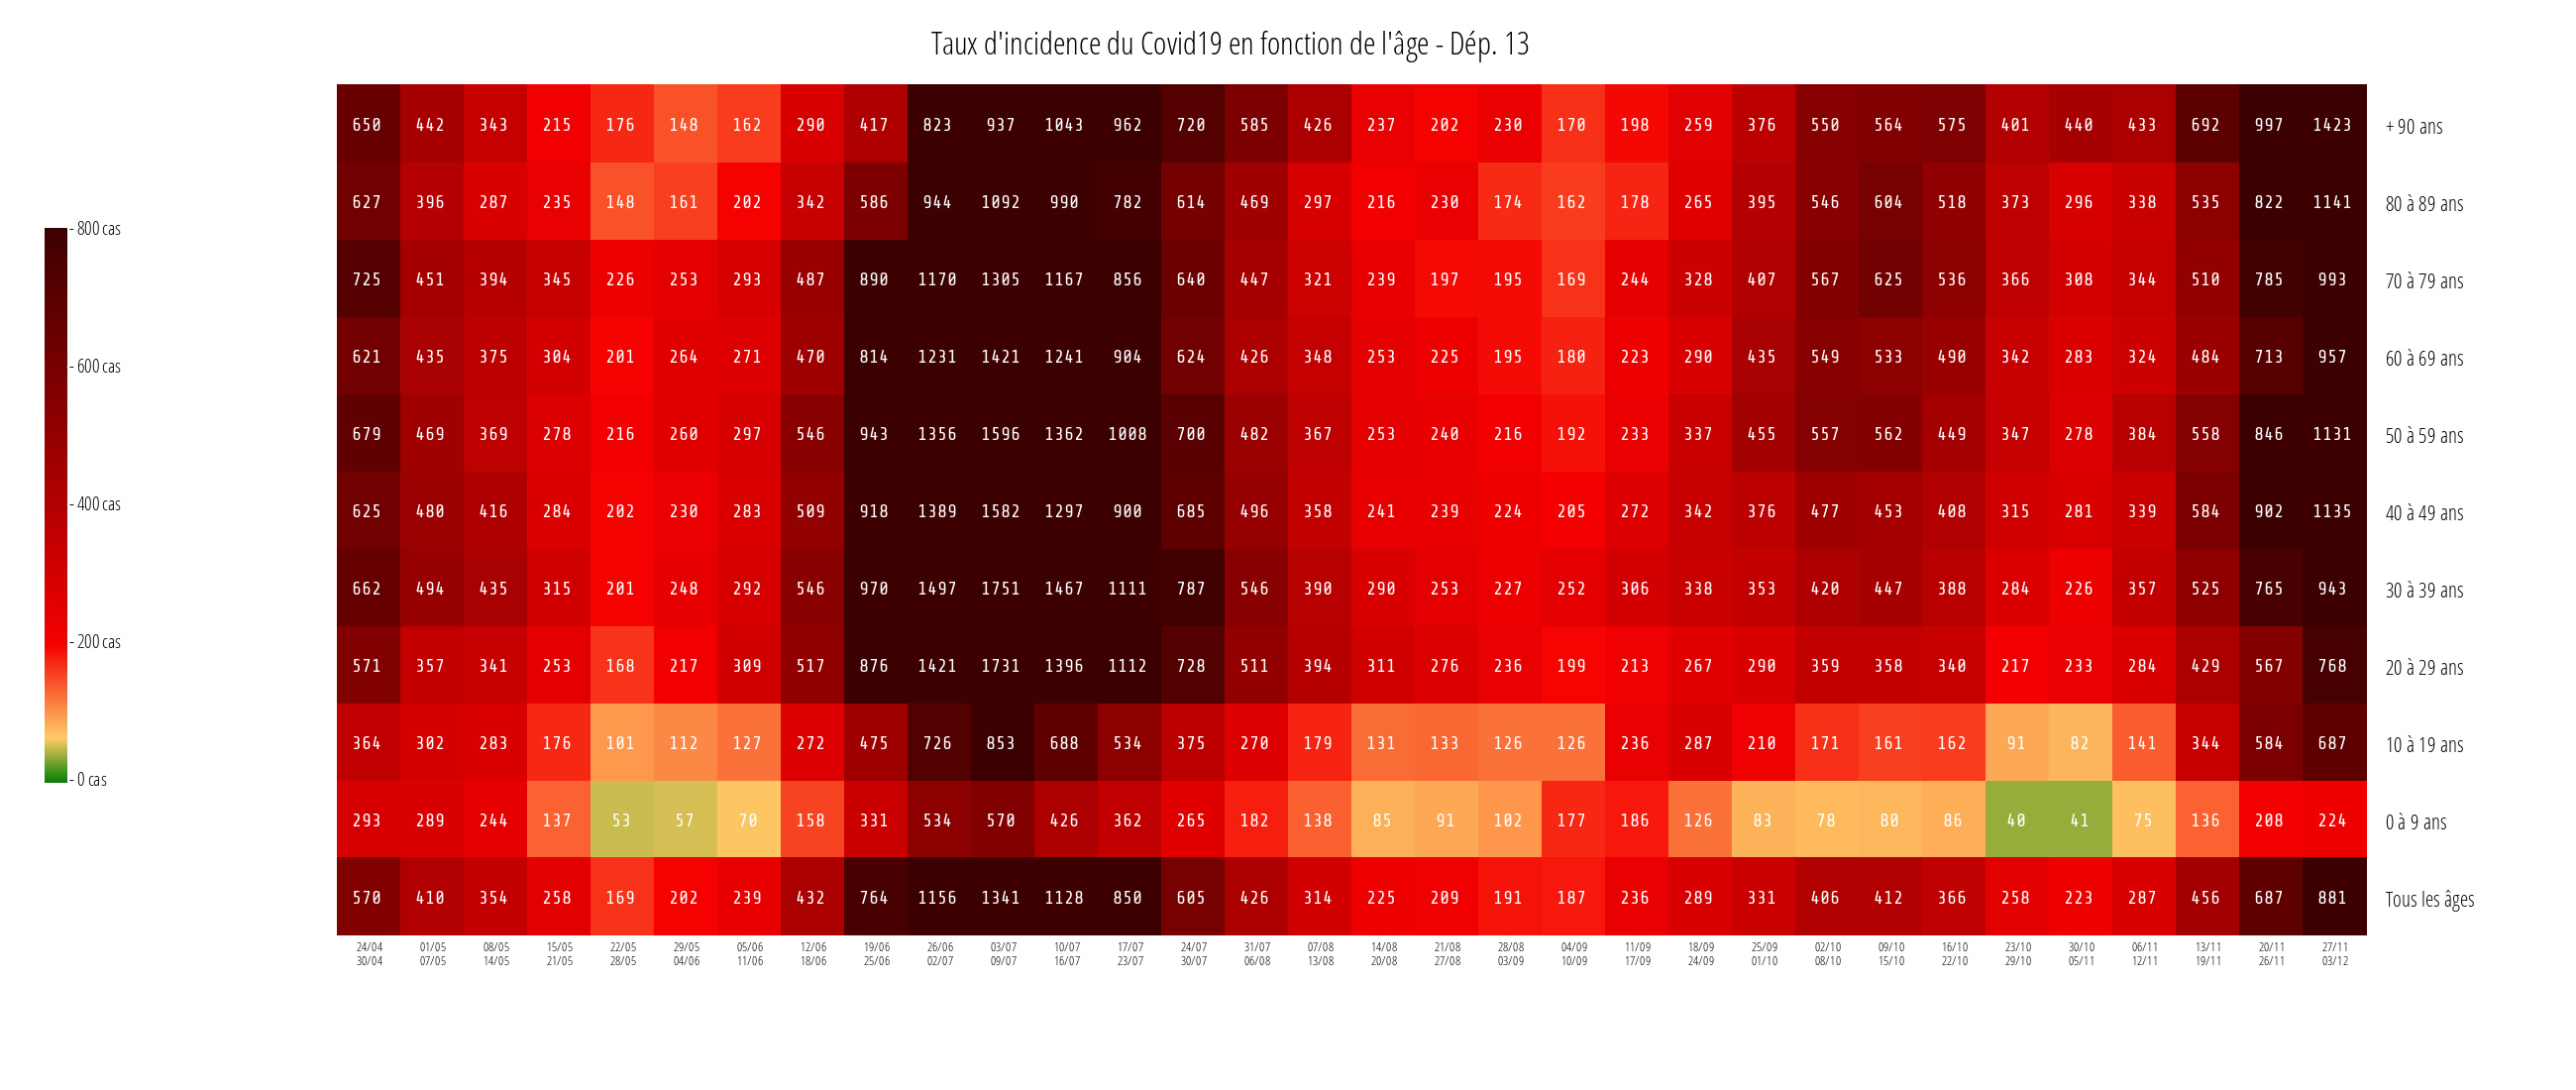 Taux d'incidence du Covid19 en fonction de l'âge - Dép. 13
- 800 cas
- 600 cas
- 400 cas
- 200 cas
- 0 cas
650 442 343 215 176 148 162 290 417 823 937 1043 962 720 585 426 237 202 230 170 198 259 376 550 564 575 401 440 433 692 997 1423 + 90 ans
627 396 287 235 148 161 202 342 586 944 1092 990 782 614 469 297 216 230 174 162 178 265 395 546 604 518 373 296 338 535 822 1141 80 à 89 ans
725 451 394 345 226 253 293 487 890 1170 1305 1167 856 640 447 321 239 197 195 169 244 328 407 567 625 536 366 308 344 510 785 993 70 à 79 ans
621 435 375 304 201 264 271 470 814 1231 1421 1241 904 624 426 348 253 225 195 180 223 290 435 549 533 490 342 283 324 484 713 957 60 à 69 ans
679 469 369 278 216 260 297 546 943 1356 1596 1362 1008 700 482 367 253 240 216 192 233 337 455 557 562 449 347 278 384 558 846 1131 50 à 59 ans
625 480 416 284 202 230 283 509 918 1389 1582 1297 900 685 496 358 241 239 224 205 272 342 376 477 453 408 315 281 339 584 902 1135 40 à 49 ans
662 494 435 315 201 248 292 546 970 1497 1751 1467 1111 787 546 390 290 253 227 252 306 338 353 420 447 388 284 226 357 525 765 943 30 à 39 ans
571 357 341 253 168 217 309 517 876 1421 1731 1396 1112 728 511 394 311 276 236 199 213 267 290 359 358 340 217 233 284 429 567 768 20 à 29 ans
364 302 283 176 101 112 127 272 475 726 853 688 534 375 270 179 131 133 126 126 236 287 210 171 161 162 91 82 141 344 584 687 10 à 19 ans
293 289 244 137 53 57 70 158 331 534 570 426 362 265 182 138 85 91 102 177 186 126 83 78 80 86 40 41 75 136 208 224 0 à 9 ans
570 410 354 258 169 202 239 432 764 1156 1341 1128 850 605 426 314 225 209 191 187 236 289 331 406 412 366 258 223 287 456 687 881 Tous les âges
24/04 01/05 08/05 15/05 22/05 29/05 05/06 12/06 19/06 26/06 03/07 10/07 17/07 24/07 31/07 07/08 14/08 21/08 28/08 04/09 11/09 18/09 25/09 02/10 09/10 16/10 23/10 30/10 06/11 13/11 20/11 27/11
30/04 07/05 14/05 21/05 28/05 04/06 11/06 18/06 25/06 02/07 09/07 16/07 23/07 30/07 06/08 13/08 20/08 27/08 03/09 10/09 17/09 24/09 01/10 08/10 15/10 22/10 29/10 05/11 12/11 19/11 26/11 03/12